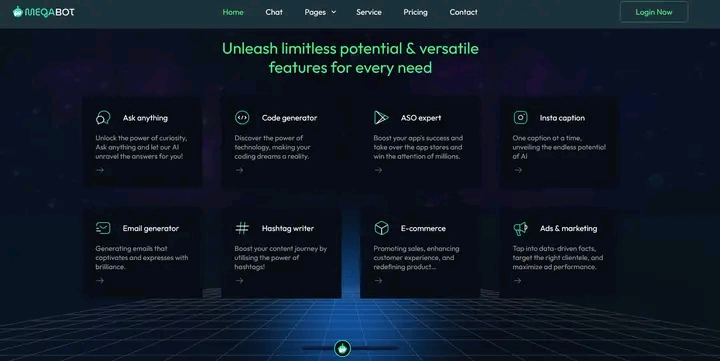 MEGABOT
Home Chat Pages Service Pricing Contact Login Now
Unleash limitless potential & versatile
features for every need
Ask anything
Unlock the power of curiosity,
Ask anything and let our AI
unravel the answers for you!
Code generator
Discover the power of
technology, making your
coding dreams a reality.
ASO expert
Boost your app's success and
take over the app stores and
win the attention of millions.
Insta caption
One caption at a time,
unveiling the endless potential
of AI
Email generator
Generating emails that
captivates and expresses with
brilliance.
Hashtag writer
Boost your content journey by
utilising the power of
hashtags!
E-commerce
Promoting sales, enhancing
customer experience, and
redefining product...
Ads & marketing
Tap into data-driven facts,
target the right clientele, and
maximize ad performance.